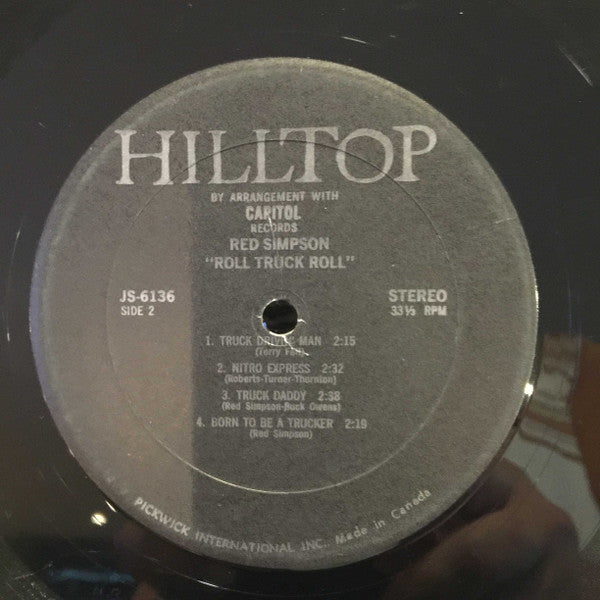 HILLTOP
BY ARRANGEMENT WITH
CAPITOL
RECORDS
RED SIMPSON
"ROLL TRUCK ROLL"
JS-6136
SIDE 2
STEREO
33⅓ RPM
1. TRUCK DRIVIN' MAN 2:15
(Terry Fell)
2. NITRO EXPRESS 2:32
(Roberts-Turner-Thornton)
3. TRUCK DADDY 2:38
(Red Simpson-Buck Owens)
4. BORN TO BE A TRUCKER 2:19
(Red Simpson)
PICKWICK INTERNATIONAL INC. Made in Canada